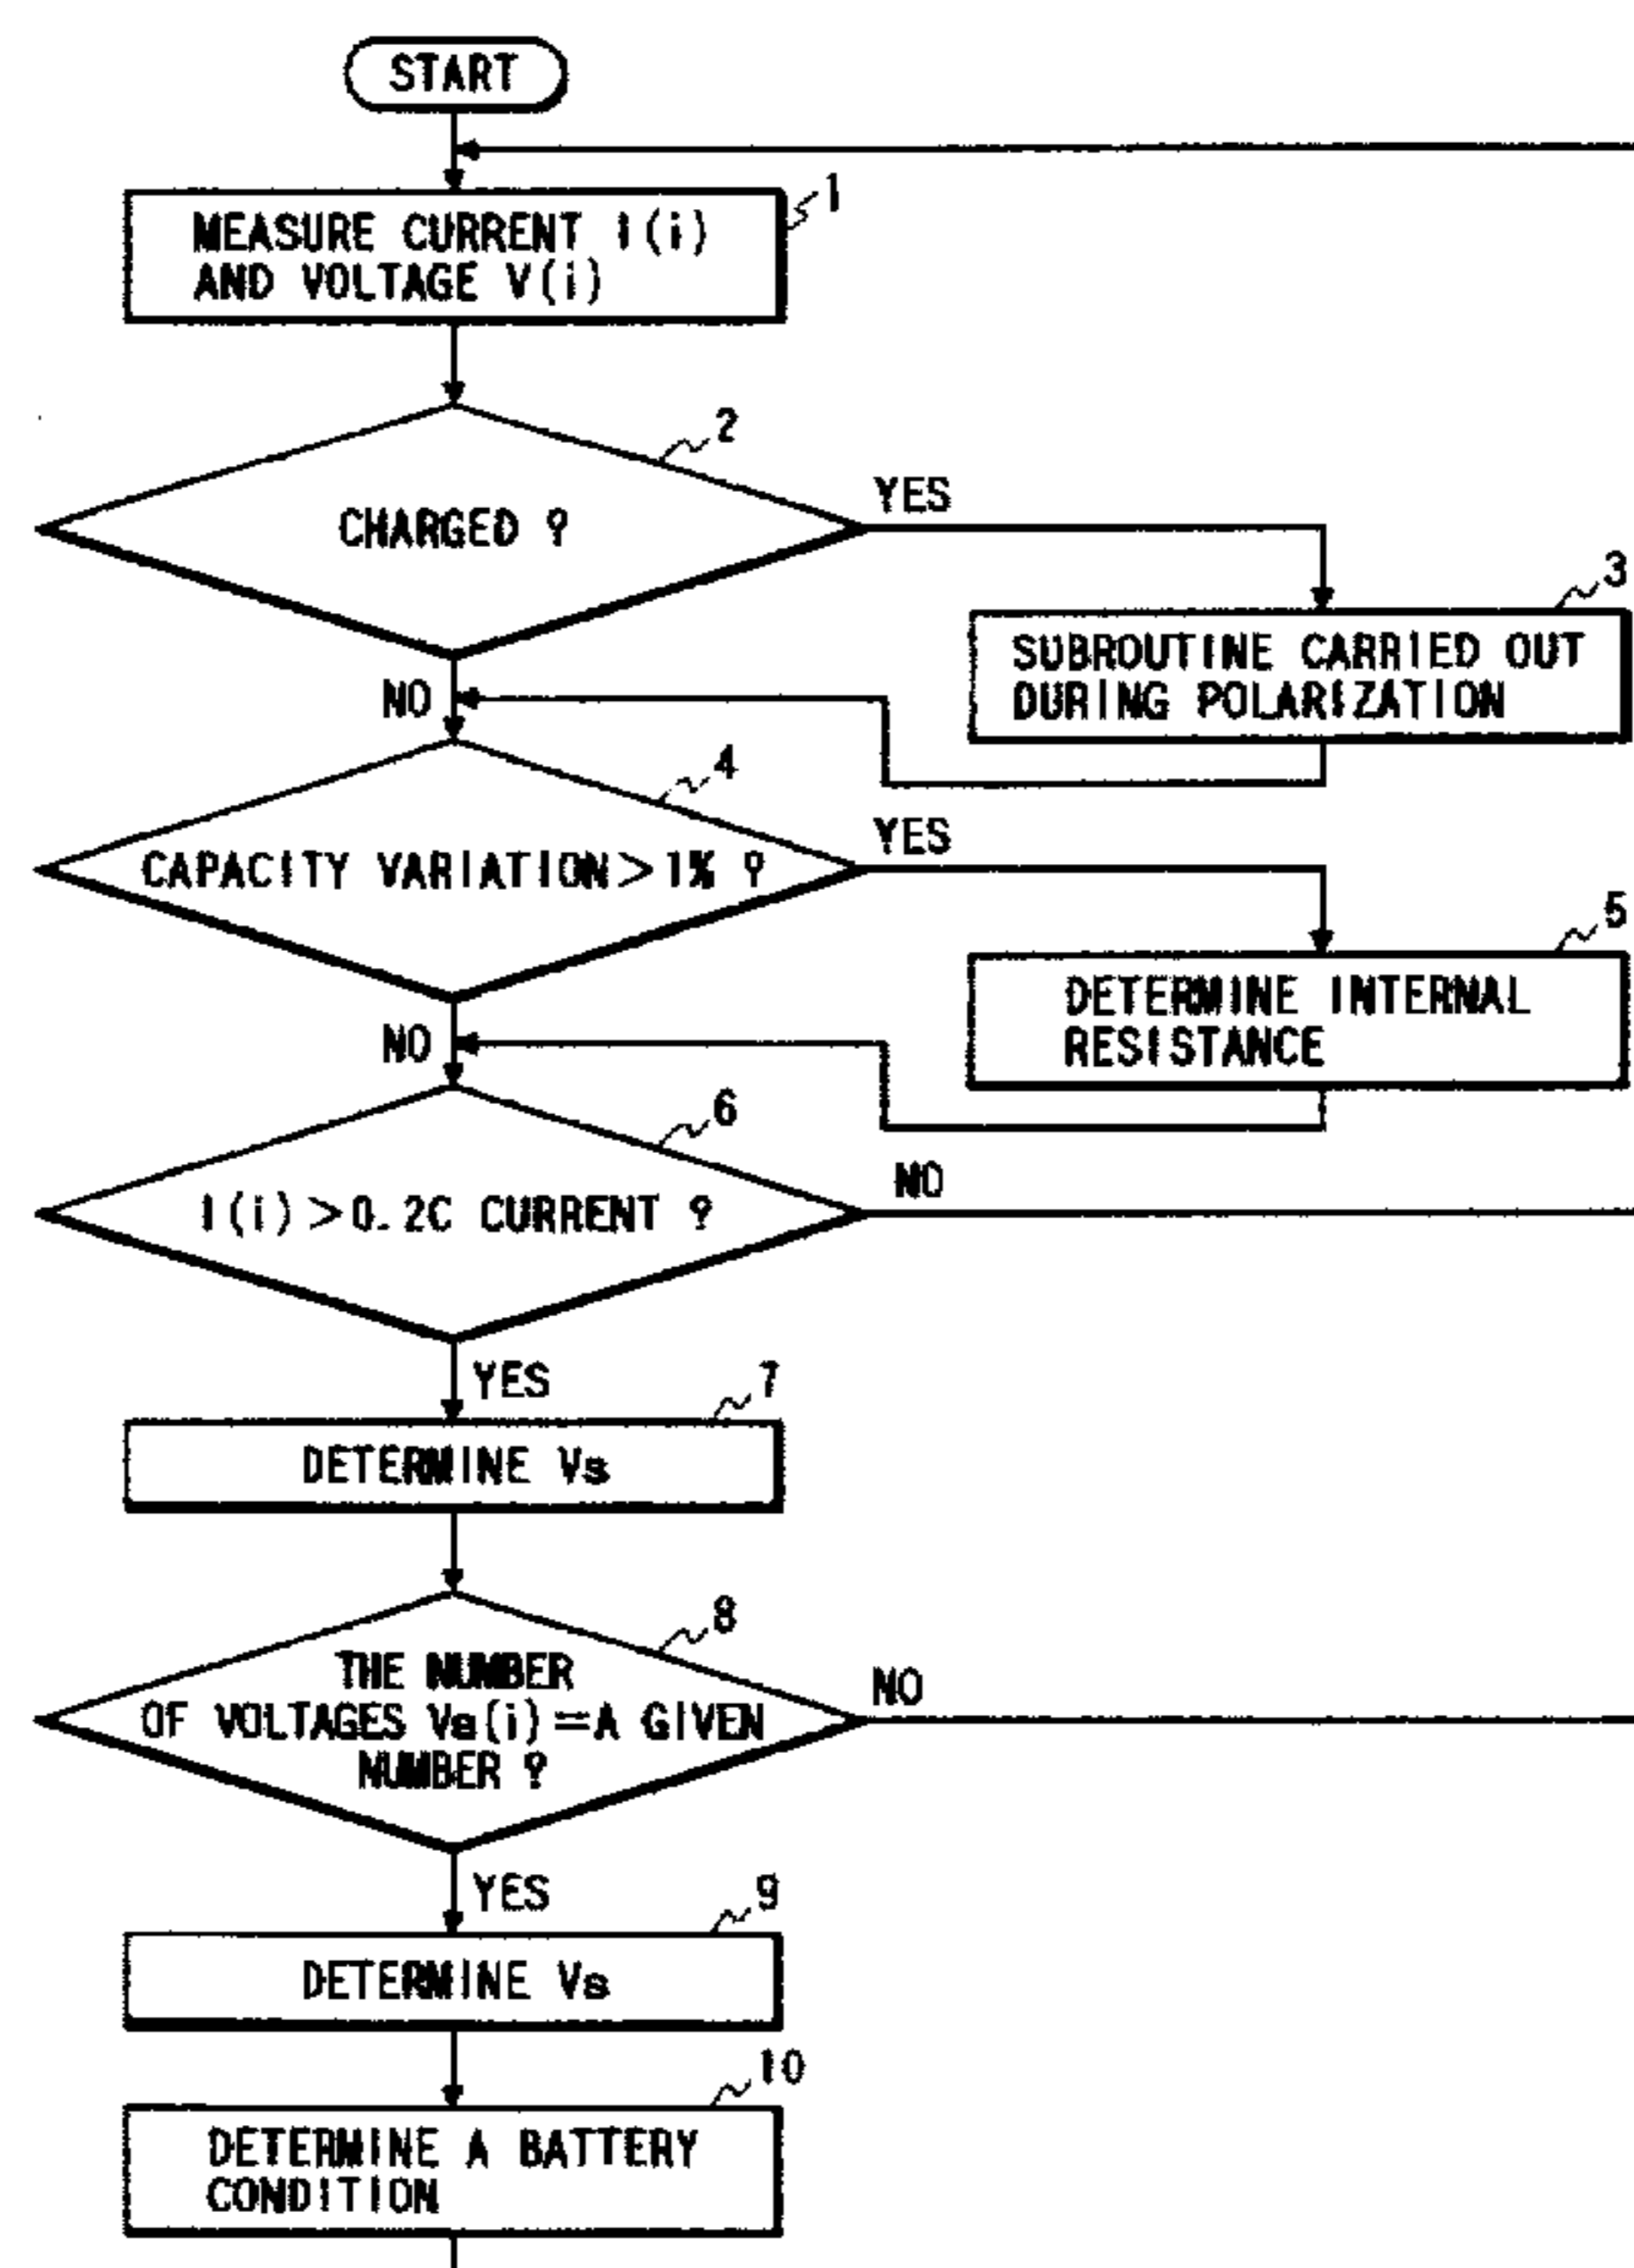 START
1
MEASURE CURRENT I(i)
AND VOLTAGE V(i)
2
CHARGED ?
YES
3
SUBROUTINE CARRIED OUT
DURING POLARIZATION
NO
4
CAPACITY VARIATION>1% ?
YES
5
DETERMINE INTERNAL
RESISTANCE
NO
6
I(i)>0.2C CURRENT ?
NO
YES
7
DETERMINE Vs
8
THE NUMBER
OF VOLTAGES Vs(i)=A GIVEN
NUMBER ?
NO
YES
9
DETERMINE Vs
10
DETERMINE A BATTERY
CONDITION